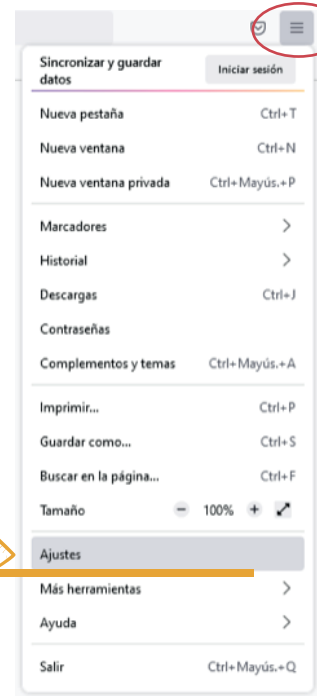 Sincronizar y guardar
datos
Iniciar sesión
Nueva pestaña Ctrl+T
Nueva ventana Ctrl+N
Nueva ventana privada Ctrl+Mayús.+P
Marcadores
Historial
Descargas Ctrl+J
Contraseñas
Complementos y temas Ctrl+Mayús.+A
Imprimir... Ctrl+P
Guardar como... Ctrl+S
Buscar en la página... Ctrl+F
Tamaño − 100% +
Ajustes
Más herramientas
Ayuda
Salir Ctrl+Mayús.+Q